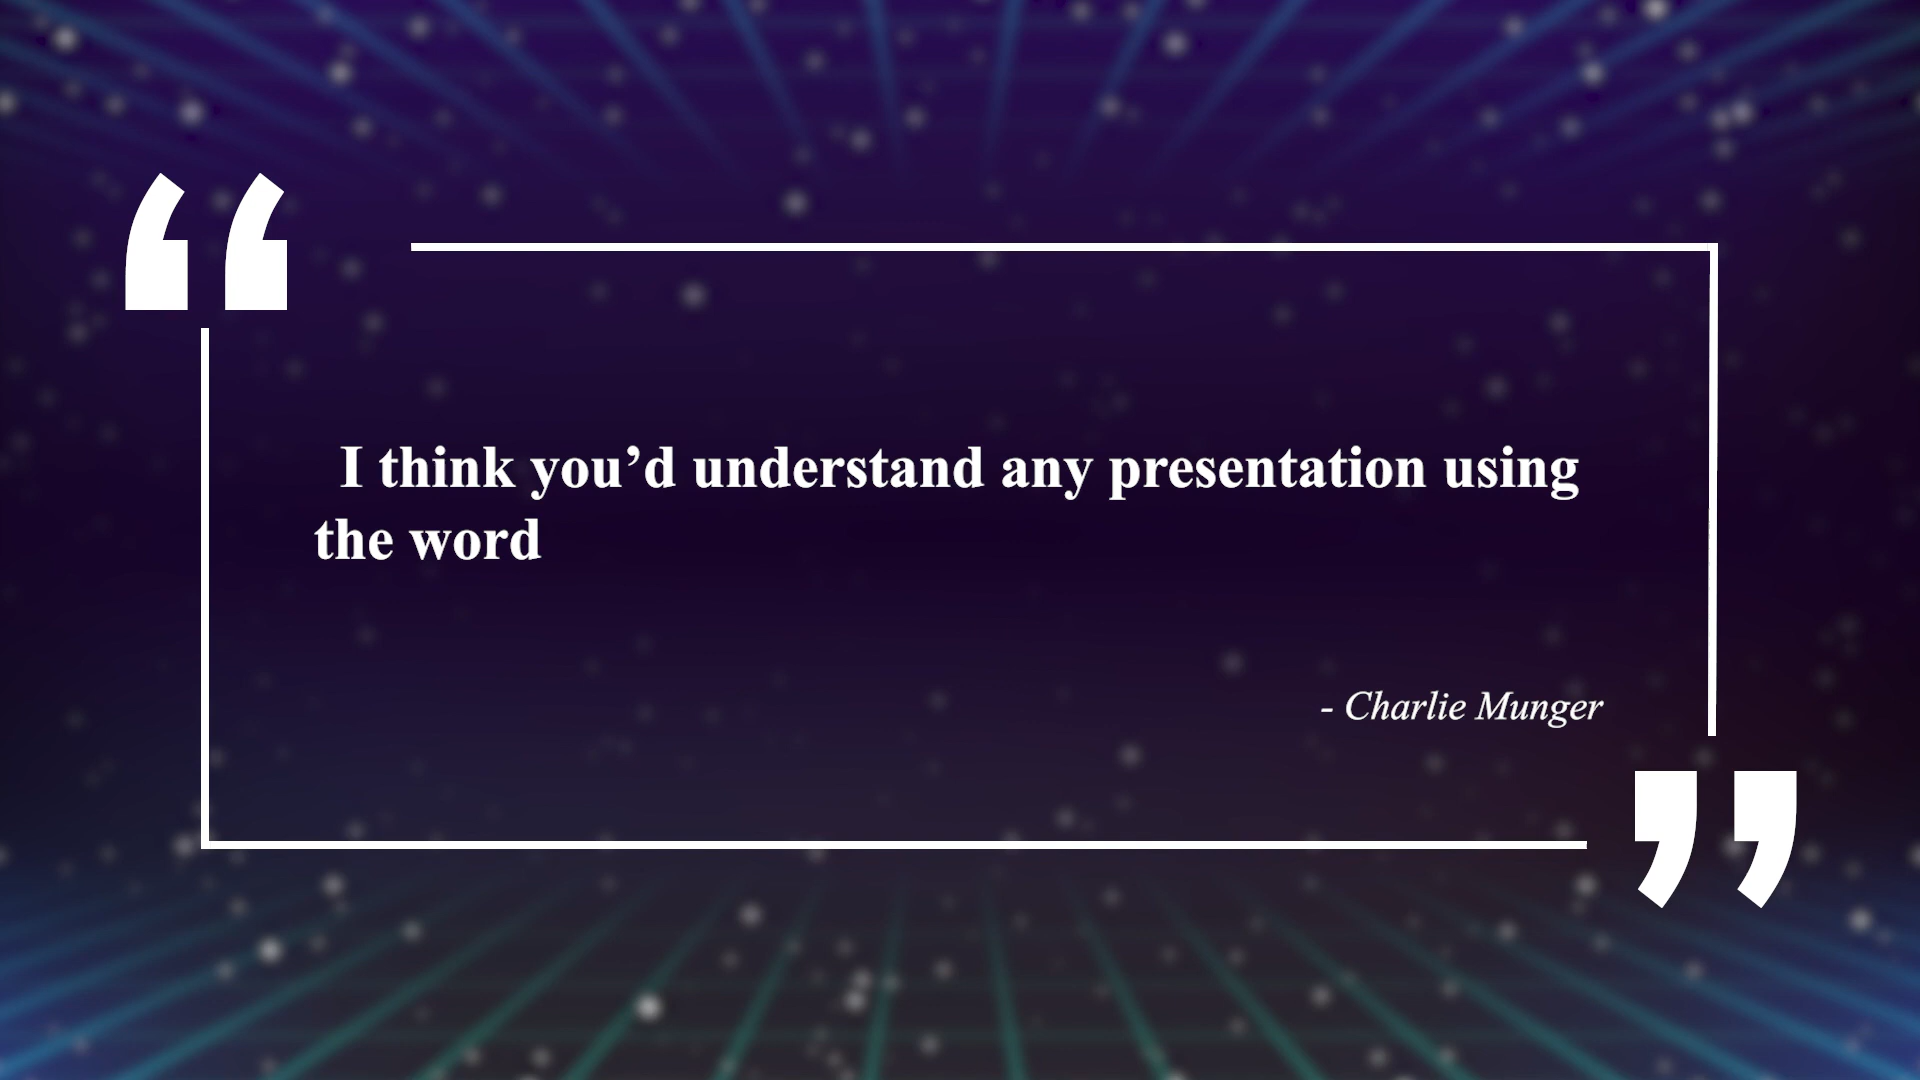 “
I think you’d understand any presentation using
the word
- Charlie Munger
”